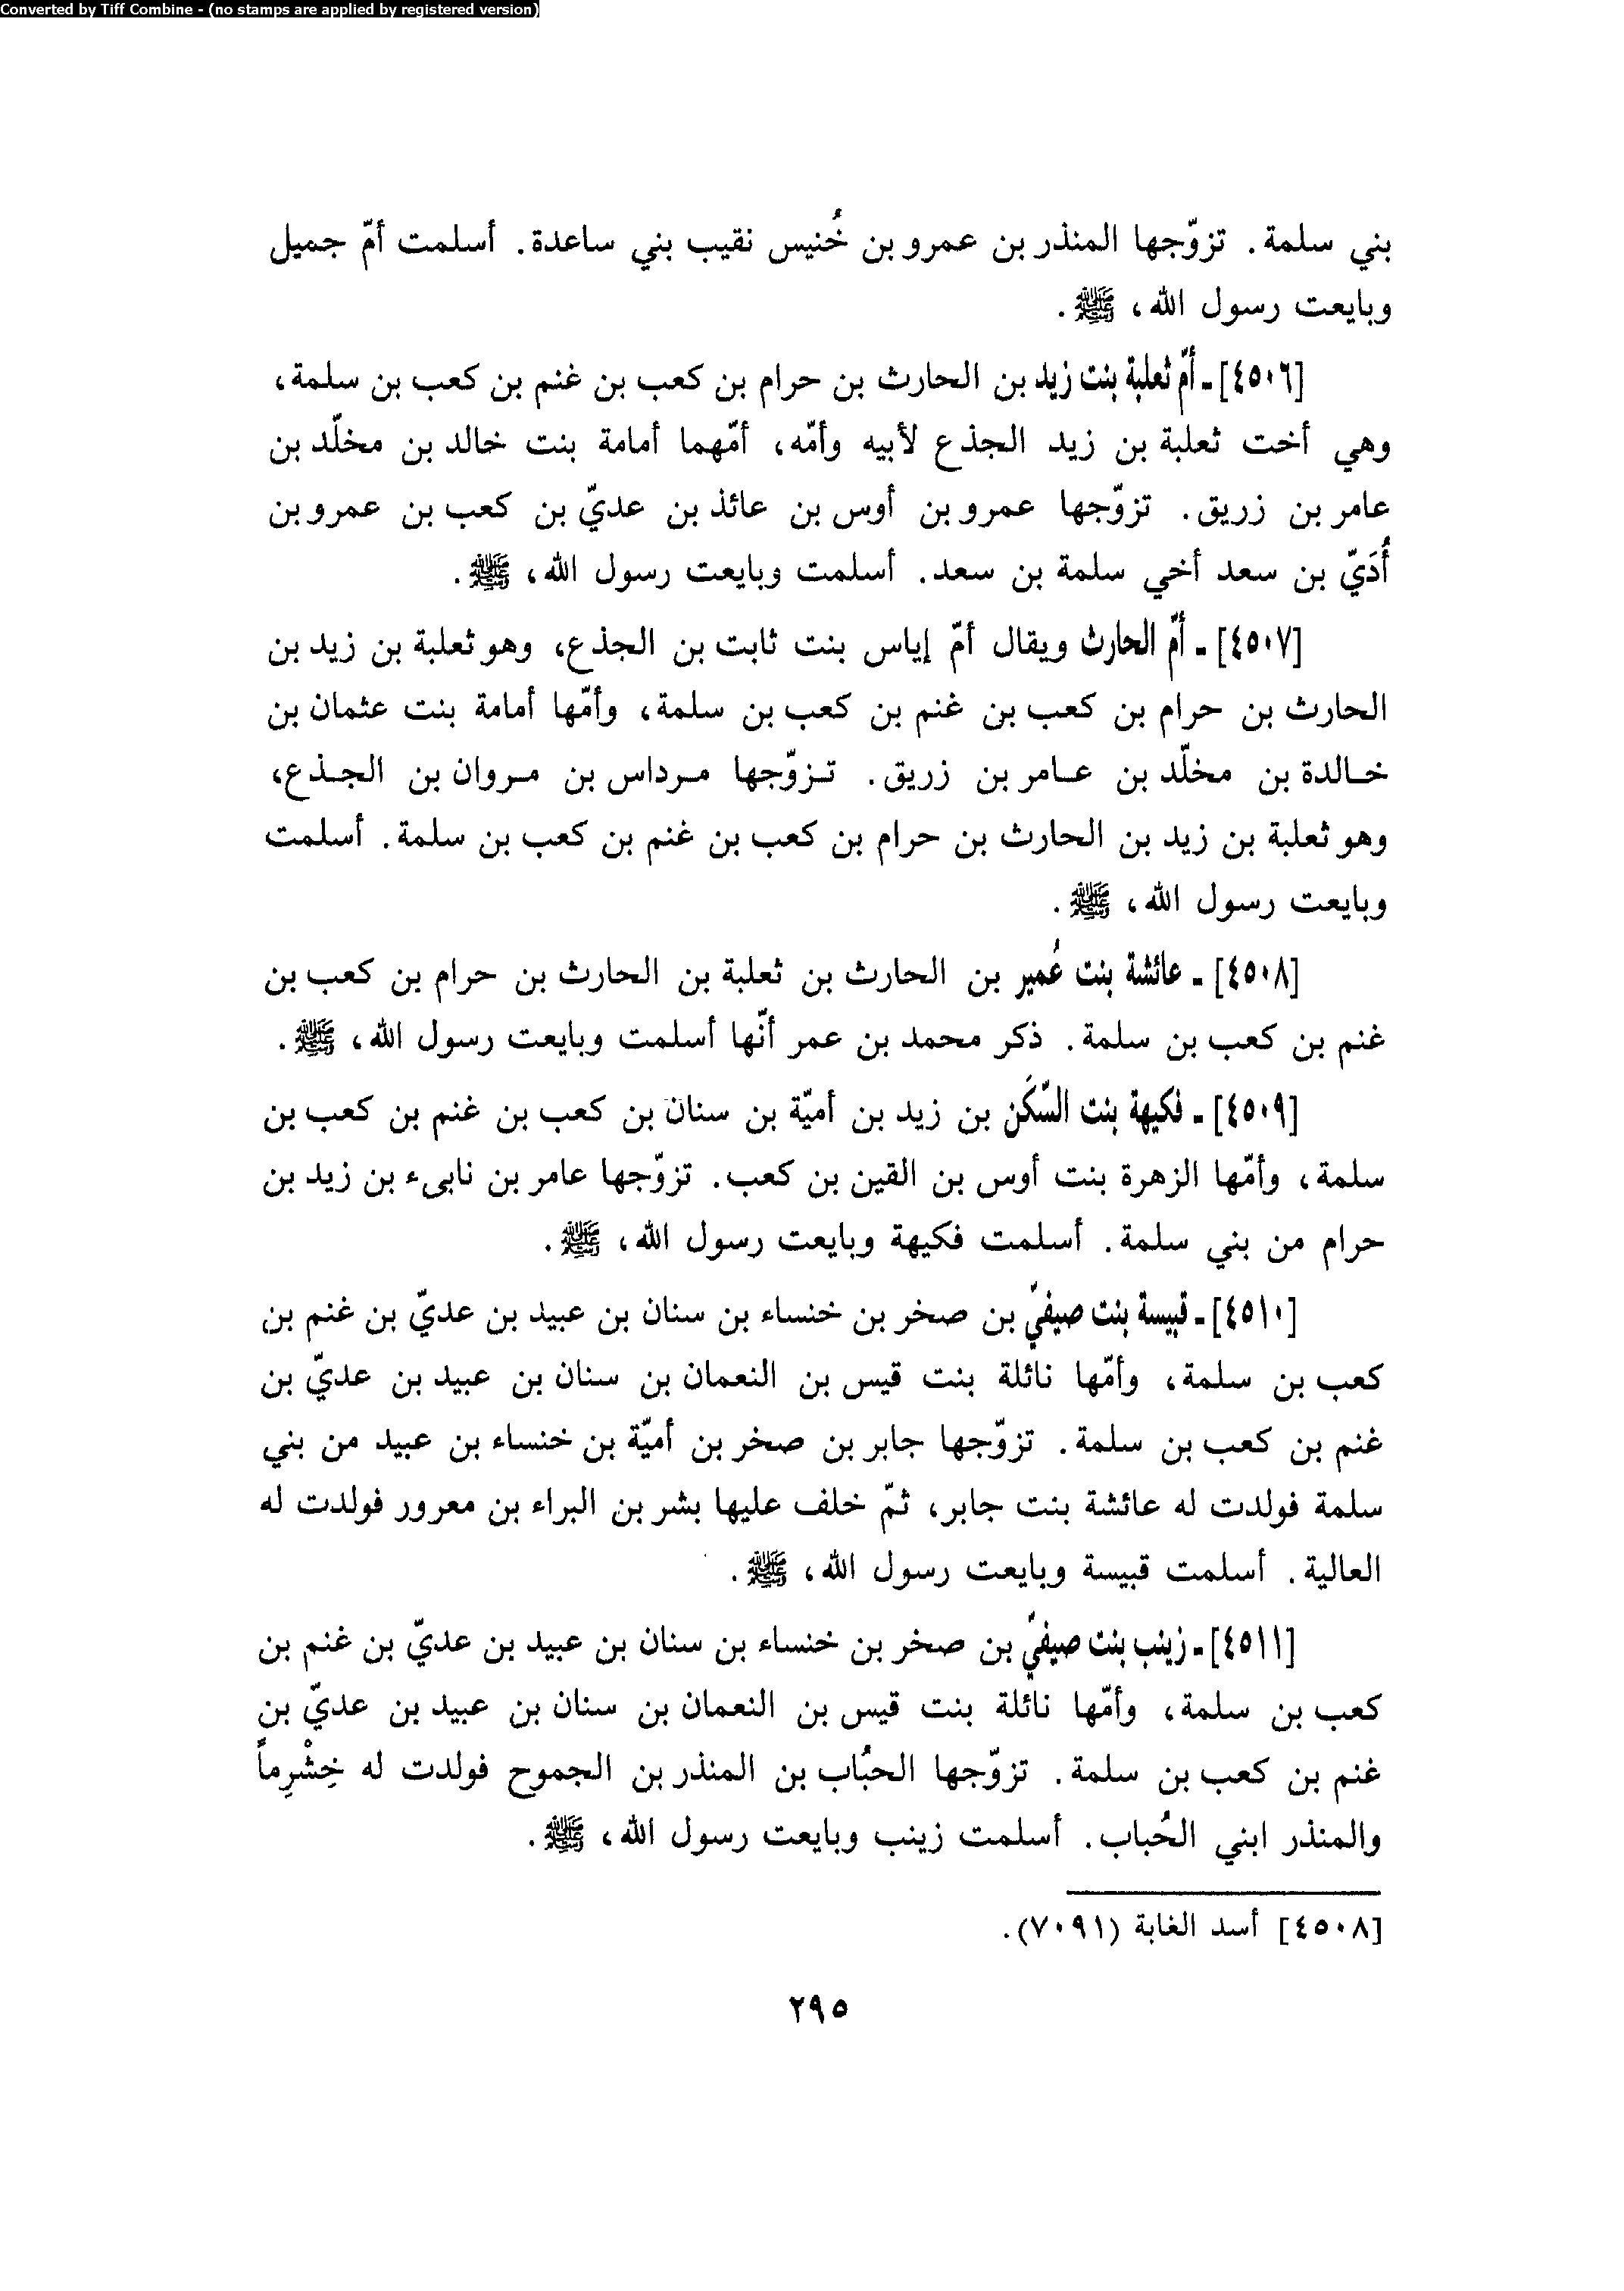 Converted by Tiff Combine - (no stamps are applied by registered version)
بني سلمة. تزوّجها المنذر بن عمرو بن خُنيس نقيب بني ساعدة. أسلمت أمّ جميل
وبايعت رسول الله، ﷺ.
[٤٥٠٦] ـ أمّ ثعلبة بنت زيد بن الحارث بن حرام بن كعب بن غنم بن كعب بن سلمة،
وهي أخت ثعلبة بن زيد الجذع لأبيه وأمّه، أمّهما أمامة بنت خالد بن مخلّد بن
عامر بن زريق. تزوّجها عمرو بن أوس بن عائذ بن عديّ بن كعب بن عمرو بن
أُدَيّ بن سعد أخي سلمة بن سعد. أسلمت وبايعت رسول الله، ﷺ.
[٤٥٠٧] ـ أمّ الحارث ويقال أمّ إياس بنت ثابت بن الجذع، وهو ثعلبة بن زيد بن
الحارث بن حرام بن كعب بن غنم بن كعب بن سلمة، وأمّها أمامة بنت عثمان بن
خـالدة بن مخلّد بن عـامر بن زريق. تـزوّجها مـرداس بن مـروان بن الجـذع،
وهو ثعلبة بن زيد بن الحارث بن حرام بن كعب بن غنم بن كعب بن سلمة. أسلمت
وبايعت رسول الله، ﷺ.
[٤٥٠٨] ـ عائشة بنت عُمير بن الحارث بن ثعلبة بن الحارث بن حرام بن كعب بن
غنم بن كعب بن سلمة. ذكر محمد بن عمر أنّها أسلمت وبايعت رسول الله، ﷺ.
[٤٥٠٩] ـ فكيهة بنت السَّكَن بن زيد بن أميّة بن سنان بن كعب بن غنم بن كعب بن
سلمة، وأمّها الزهرة بنت أوس بن القين بن كعب. تزوّجها عامر بن نابىء بن زيد بن
حرام من بني سلمة. أسلمت فكيهة وبايعت رسول الله، ﷺ.
[٤٥١٠] ـ قبيسة بنت صيفيّ بن صخر بن خنساء بن سنان بن عبيد بن عديّ بن غنم بن
كعب بن سلمة، وأمّها نائلة بنت قيس بن النعمان بن سنان بن عبيد بن عديّ بن
غنم بن كعب بن سلمة. تزوّجها جابر بن صخر بن أميّة بن خنساء بن عبيد من بني
سلمة فولدت له عائشة بنت جابر، ثمّ خلف عليها بشر بن البراء بن معرور فولدت له
العالية. أسلمت قبيسة وبايعت رسول الله، ﷺ.
[٤٥١١] ـ زينب بنت صيفيّ بن صخر بن خنساء بن سنان بن عبيد بن عديّ بن غنم بن
كعب بن سلمة، وأمّها نائلة بنت قيس بن النعمان بن سنان بن عبيد بن عديّ بن
غنم بن كعب بن سلمة. تزوّجها الحبُاب بن المنذر بن الجموح فولدت له خِشْرِماً
والمنذر ابني الحُباب. أسلمت زينب وبايعت رسول الله، ﷺ.
[٤٥٠٨] أسد الغابة (٧٠٩١).
٢٩٥